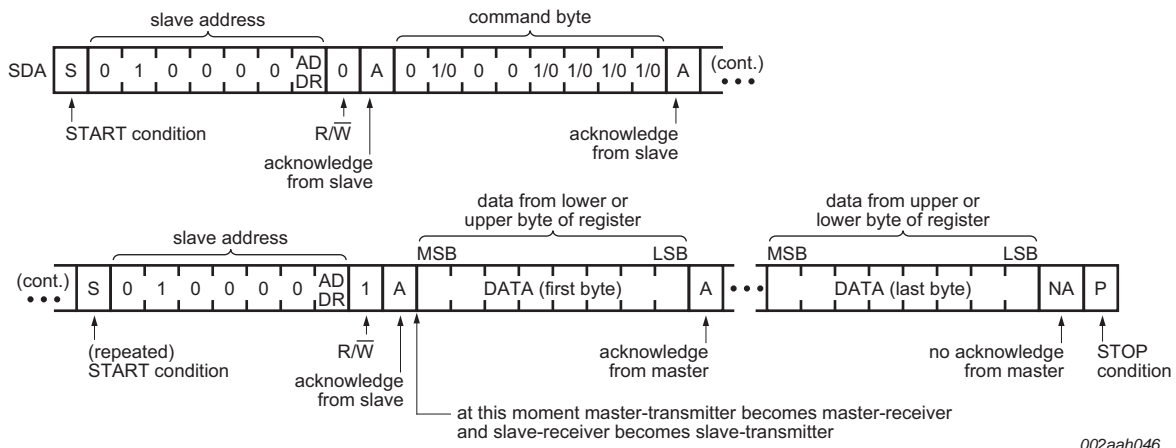 slave address
command byte
SDA S 0 1 0 0 0 0 AD DR 0 A 0 1/0 0 0 1/0 1/0 1/0 1/0 A (cont.)
START condition
R/W
acknowledge
from slave
acknowledge
from slave
data from lower or
upper byte of register
data from upper or
lower byte of register
slave address
MSB LSB MSB LSB
(cont.) S 0 1 0 0 0 0 AD DR 1 A DATA (first byte) A DATA (last byte) NA P
(repeated)
START condition
R/W
acknowledge
from slave
acknowledge
from master
no acknowledge
from master
STOP
condition
at this moment master-transmitter becomes master-receiver
and slave-receiver becomes slave-transmitter
002aah046